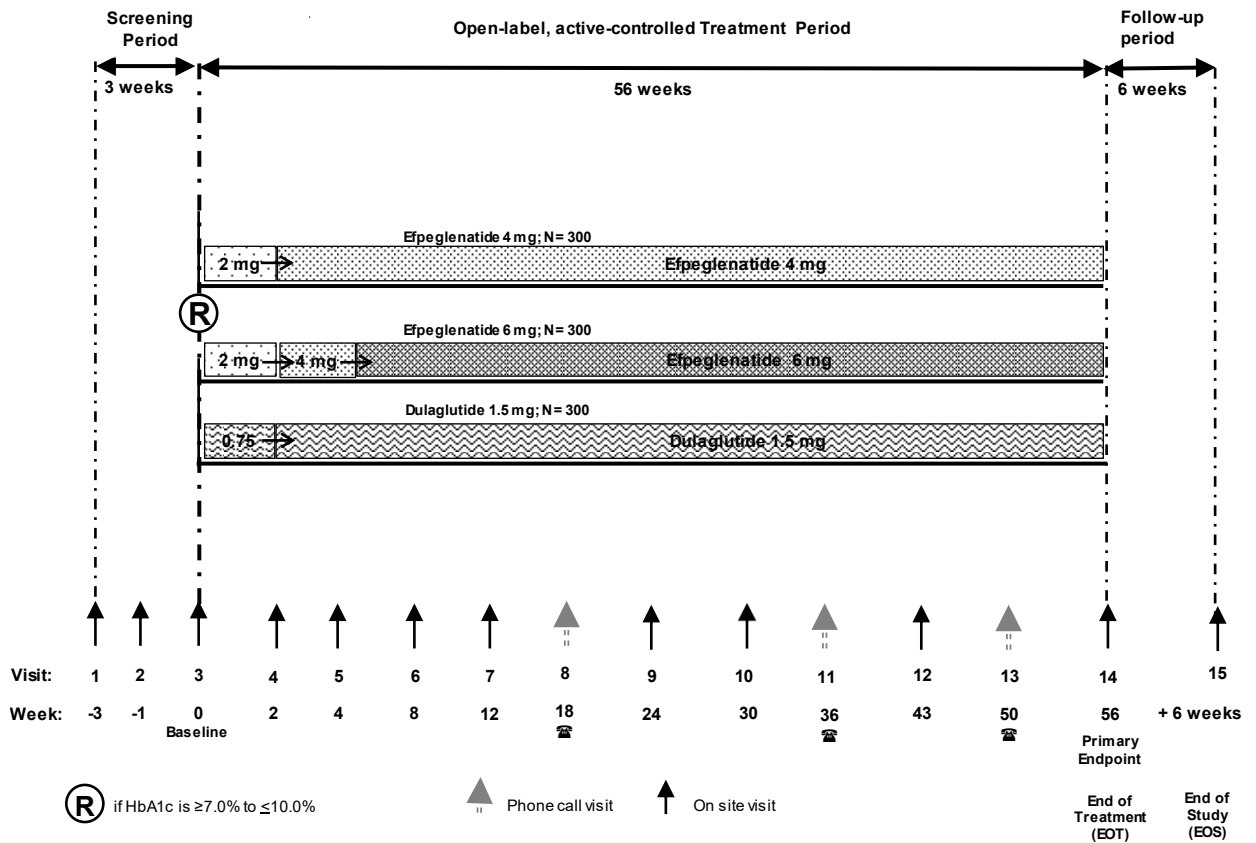 Screening Period
Open-label, active-controlled Treatment Period
Follow-up period
3 weeks
56 weeks
6 weeks
Efpeglenatide 4 mg; N= 300
2 mg
Efpeglenatide 4 mg
R
Efpeglenatide 6 mg; N= 300
2 mg
4 mg
Efpeglenatide 6 mg
Dulaglutide 1.5 mg; N= 300
0.75
Dulaglutide 1.5 mg
Visit: 1 2 3 4 5 6 7 8 9 10 11 12 13 14 15
Week: -3 -1 0 2 4 8 12 18 24 30 36 43 50 56 + 6 weeks
Baseline
Primary Endpoint
R if HbA1c is ≥7.0% to ≤10.0%
Phone call visit
On site visit
End of Treatment (EOT)
End of Study (EOS)